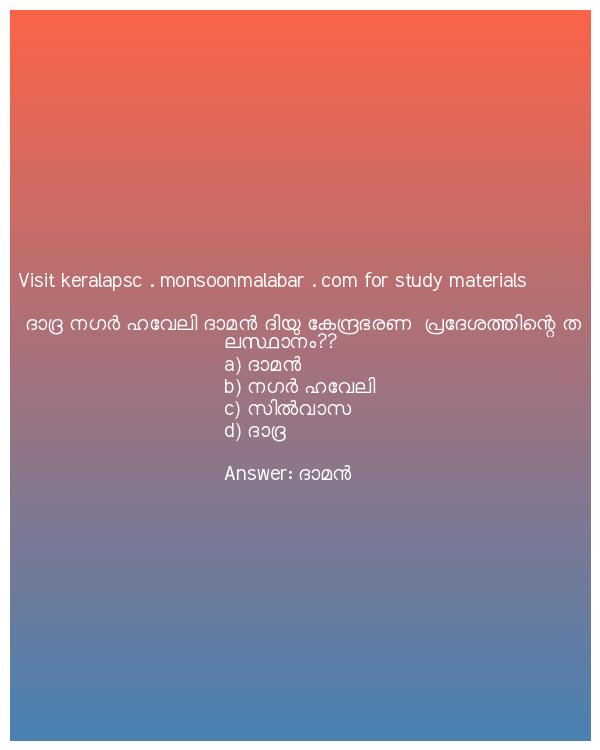 Visit keralapsc . monsoonmalabar . com for study materials
ദാദ്ര നഗർ ഹവേലി ദാമൻ ദിയു കേന്ദ്രഭരണ  പ്രദേശത്തിന്റെ ത
ലസ്ഥാനം??
a) ദാമൻ
b) നഗർ ഹവേലി
c) സിൽവാസ
d) ദാദ്ര
Answer: ദാമൻ